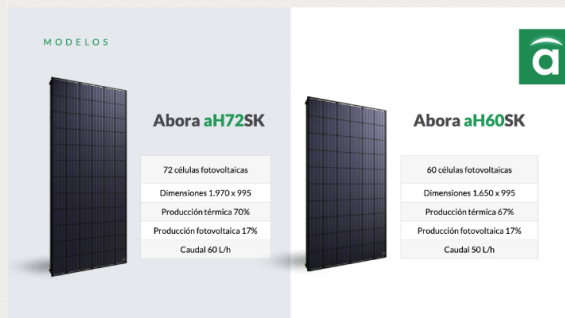 MODELOS
a
Abora aH72SK
72 células fotovoltaicas
Dimensiones 1.970 x 995
Producción térmica 70%
Producción fotovoltaica 17%
Caudal 60 L/h
Abora aH60SK
60 células fotovoltaicas
Dimensiones 1.650 x 995
Producción térmica 67%
Producción fotovoltaica 17%
Caudal 50 L/h